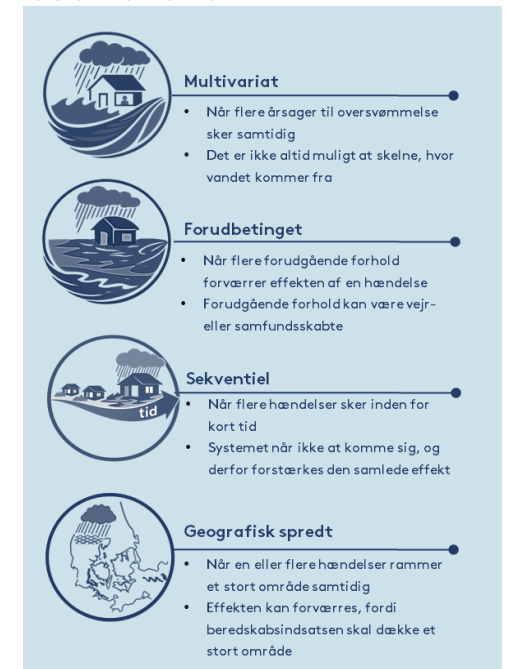 Multivariat
• Når flere årsager til oversvømmelse
sker samtidig
• Det er ikke altid muligt at skelne, hvor
vandet kommer fra
Forudbetinget
• Når flere forudgående forhold
forværrer effekten af en hændelse
• Forudgående forhold kan være vejr-
eller samfundsskabte
tid
Sekventiel
• Når flere hændelser sker inden for
kort tid
• Systemet når ikke at komme sig, og
derfor forstærkes den samlede effekt
Geografisk spredt
• Når en eller flere hændelser rammer
et stort område samtidig
• Effekten kan forværres, fordi
beredskabsindsatsen skal dække et
stort område